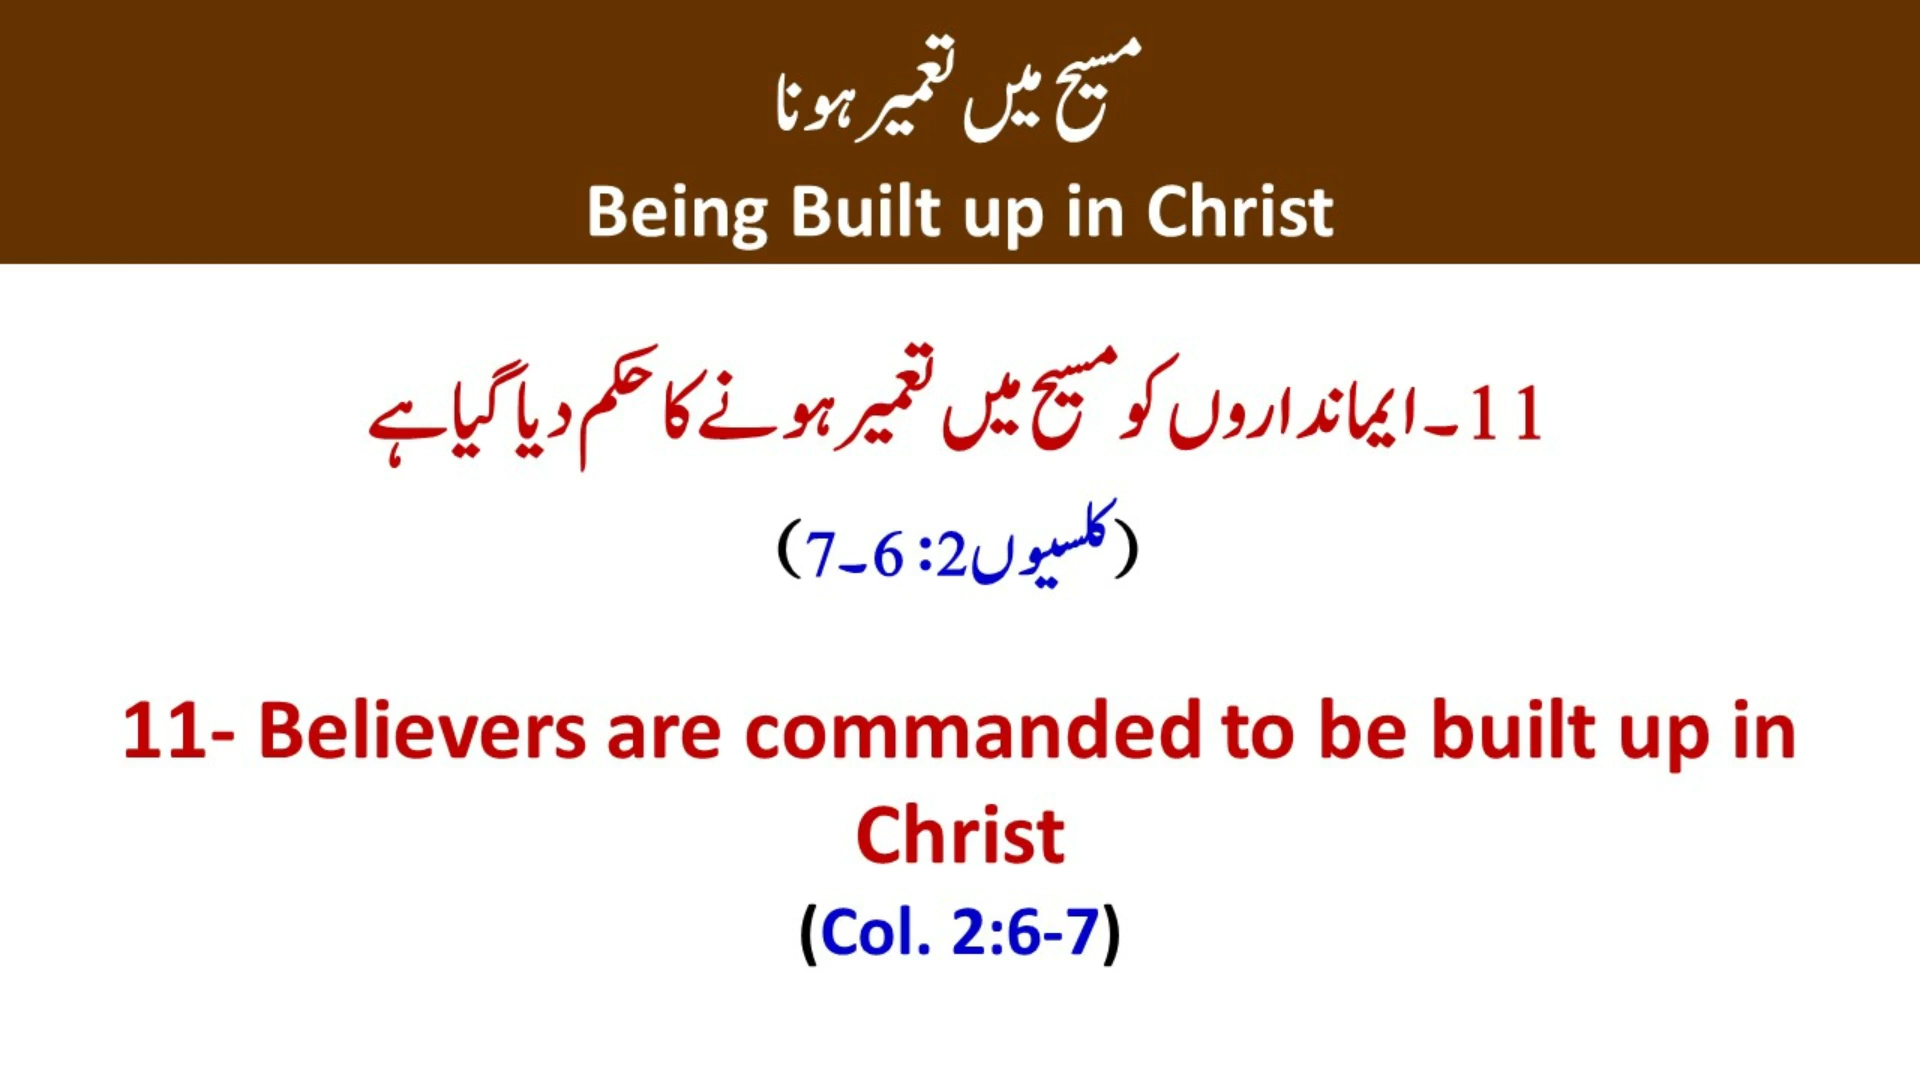 مسیح میں تعمیر ہونا
Being Built up in Christ
11۔ایمانداروں کو مسیح میں تعمیر ہونے کا حکم دیا گیا ہے
(کلسیوں2: 6۔7)
11- Believers are commanded to be built up in
Christ
(Col. 2:6-7)